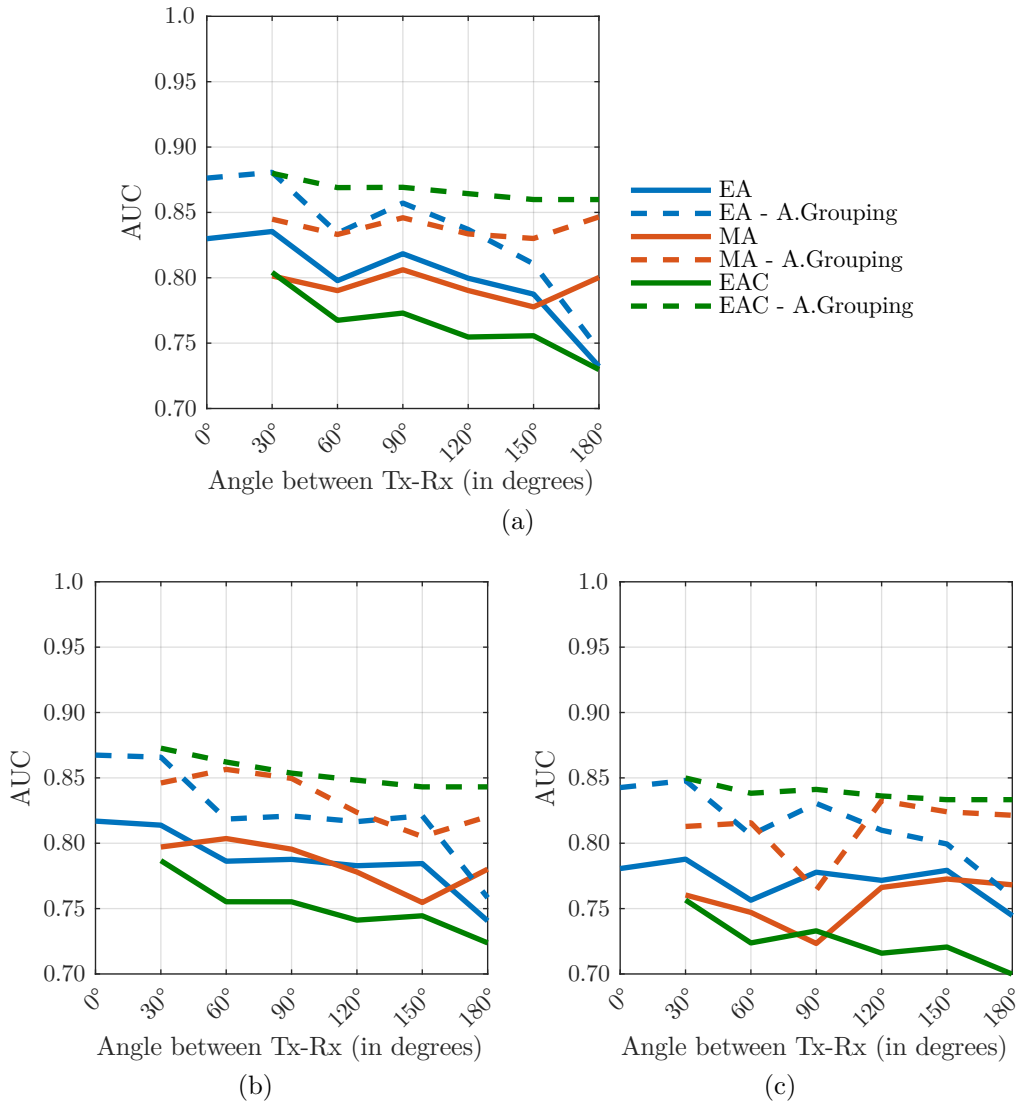 1.0
0.95
0.90
0.85
0.80
0.75
0.70
AUC
0° 30° 60° 90° 120° 150° 180°
Angle between Tx-Rx (in degrees)
EA
EA - A.Grouping
MA
MA - A.Grouping
EAC
EAC - A.Grouping
(a)
1.0
0.95
0.90
0.85
0.80
0.75
0.70
AUC
0° 30° 60° 90° 120° 150° 180°
Angle between Tx-Rx (in degrees)
(b)
1.0
0.95
0.90
0.85
0.80
0.75
0.70
AUC
0° 30° 60° 90° 120° 150° 180°
Angle between Tx-Rx (in degrees)
(c)